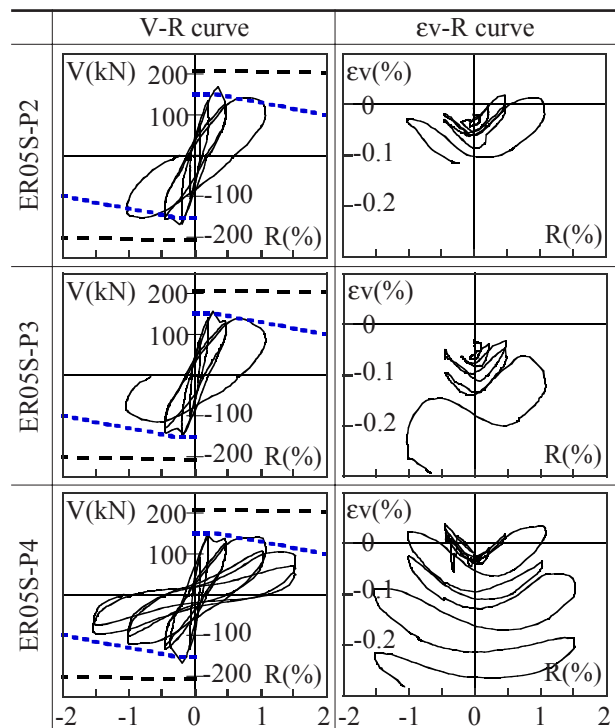 V-R curve
εv-R curve
ER05S-P2
V(kN)
200
100
-100
-200
R(%)
εv(%)
0
-0.1
-0.2
R(%)
ER05S-P3
V(kN)
200
100
-100
-200
R(%)
εv(%)
0
-0.1
-0.2
R(%)
ER05S-P4
V(kN)
200
100
-100
-200
R(%)
εv(%)
0
-0.1
-0.2
R(%)
-2 -1 0 1 2
-2 -1 0 1 2